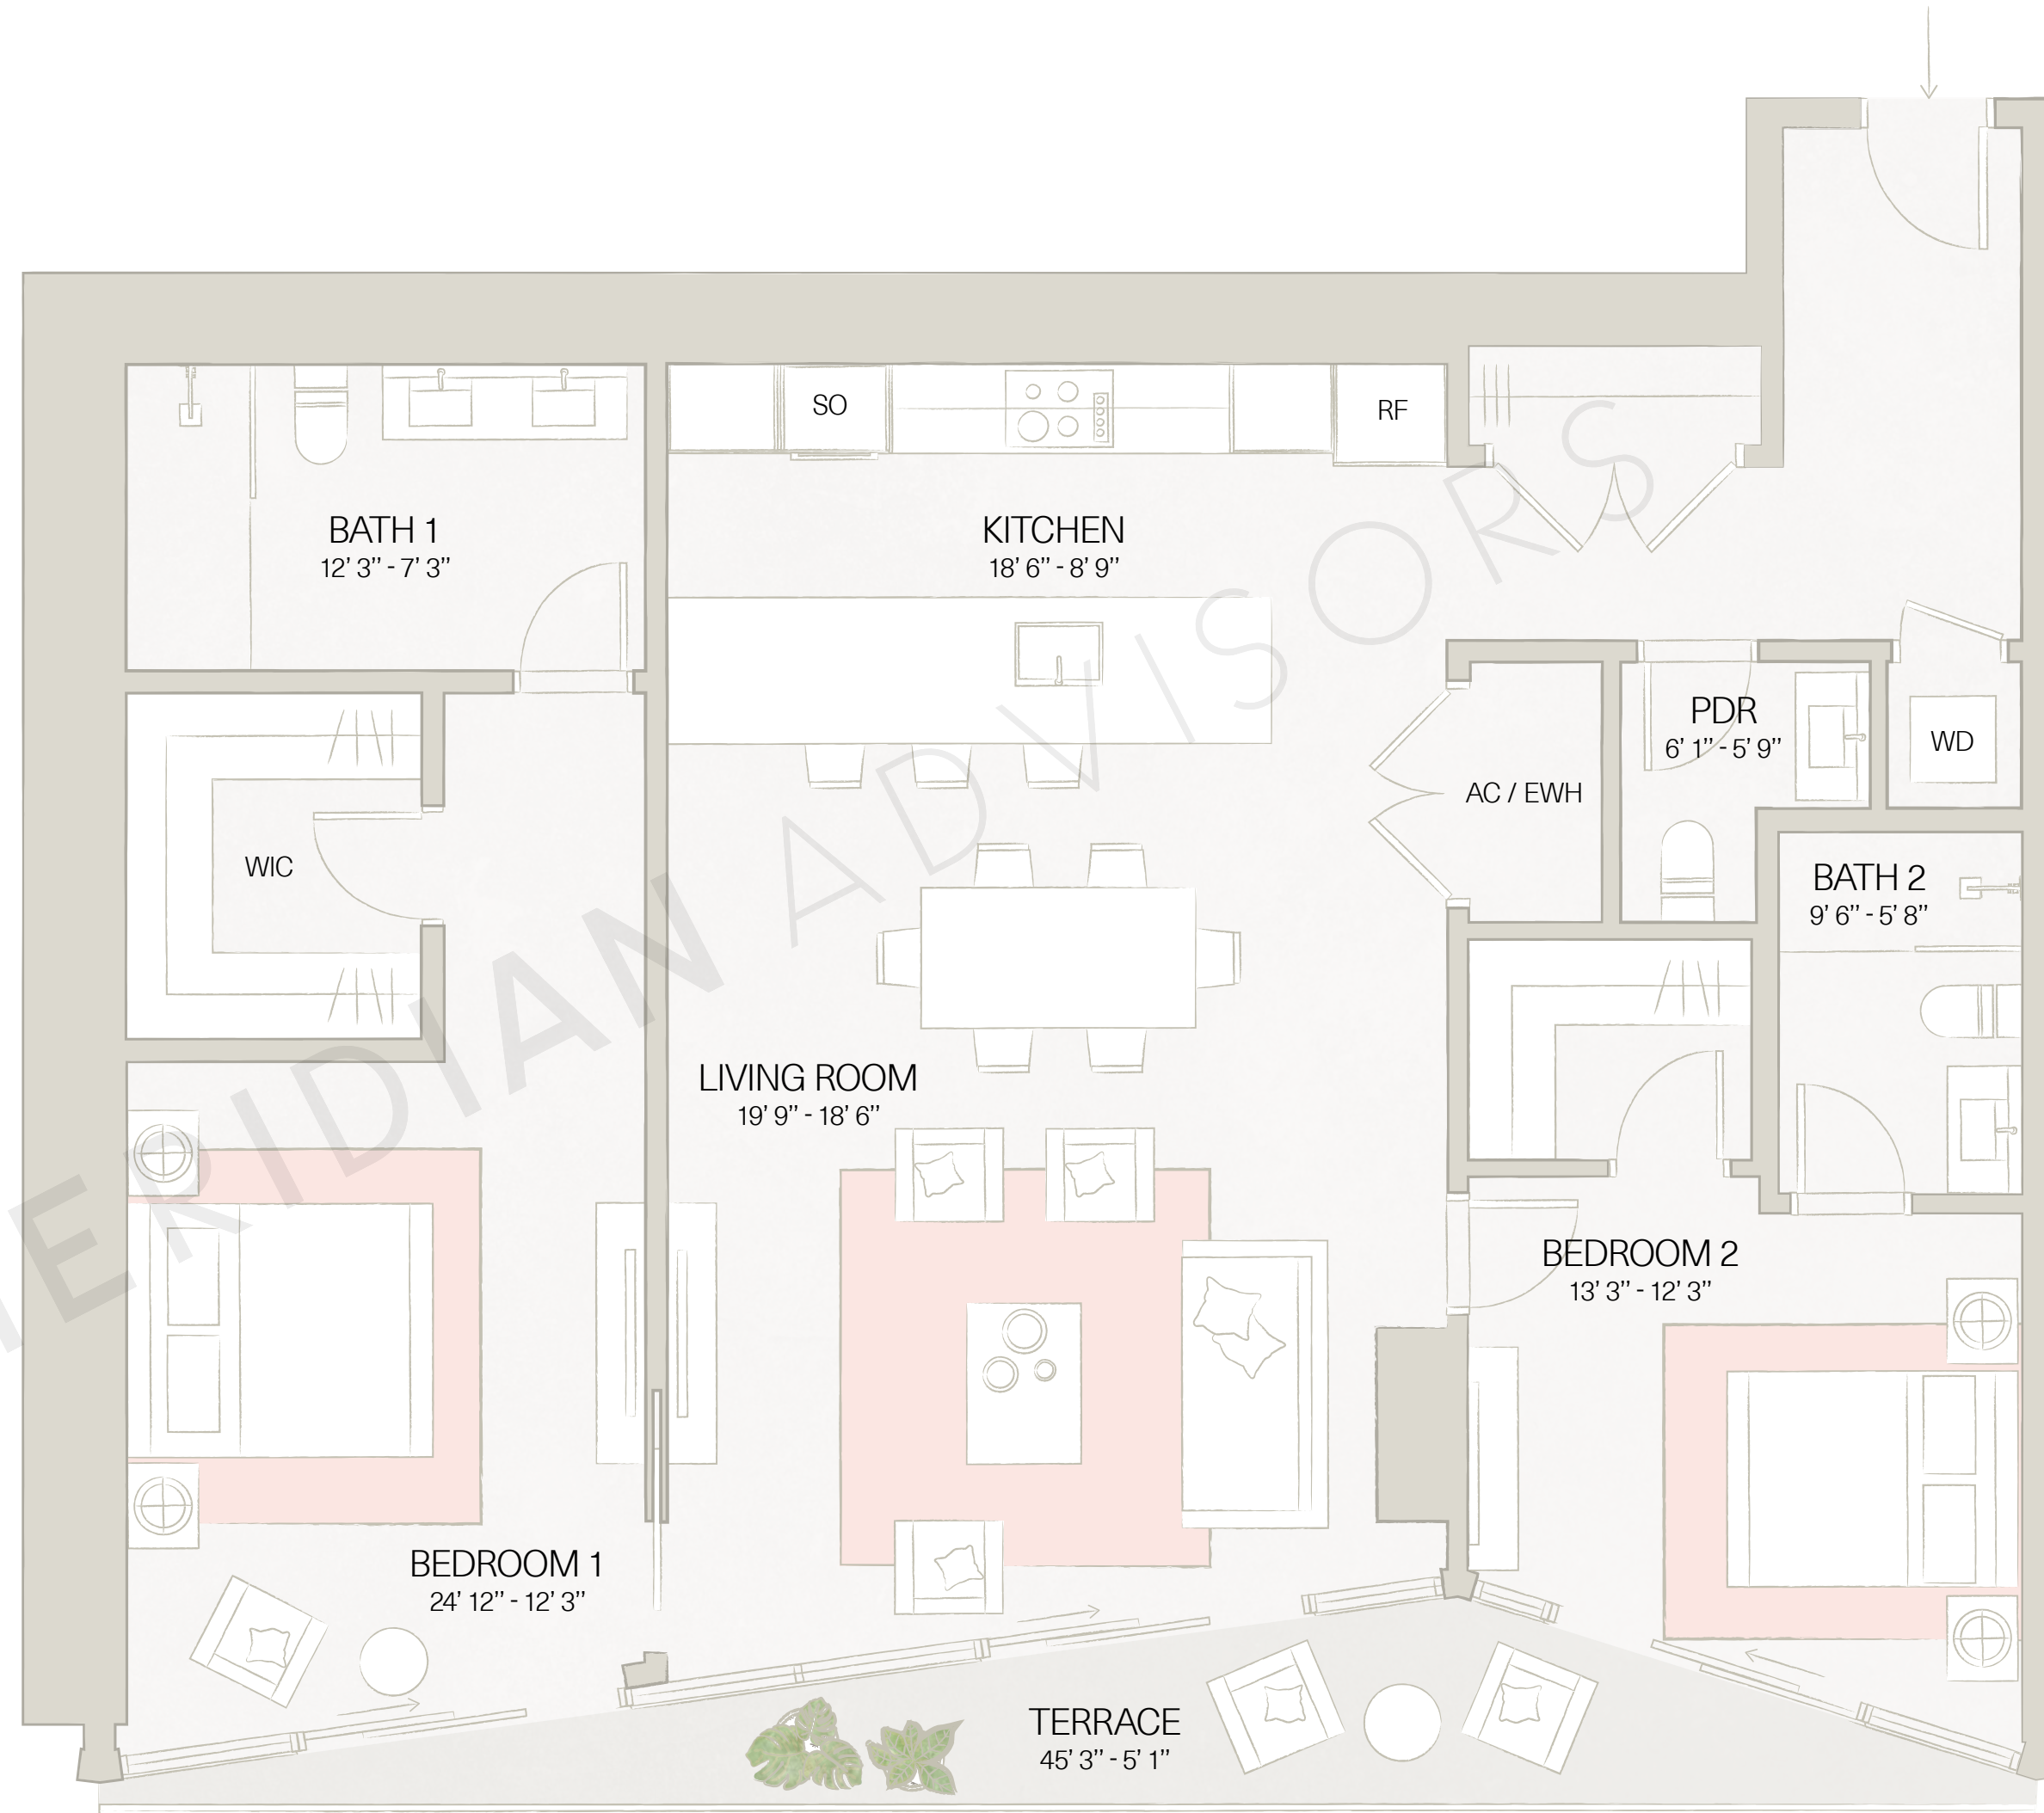 SO
RF
BATH 1
12’ 3” - 7’ 3”
KITCHEN
18’ 6” - 8’ 9”
PDR
6’ 1” - 5’ 9”
WD
AC / EWH
WIC
BATH 2
9’ 6” - 5’ 8”
LIVING ROOM
19’ 9” - 18’ 6”
BEDROOM 2
13’ 3” - 12’ 3”
BEDROOM 1
24’ 12” - 12’ 3”
TERRACE
45’ 3” - 5’ 1”
ERIDIAN ADVISORS